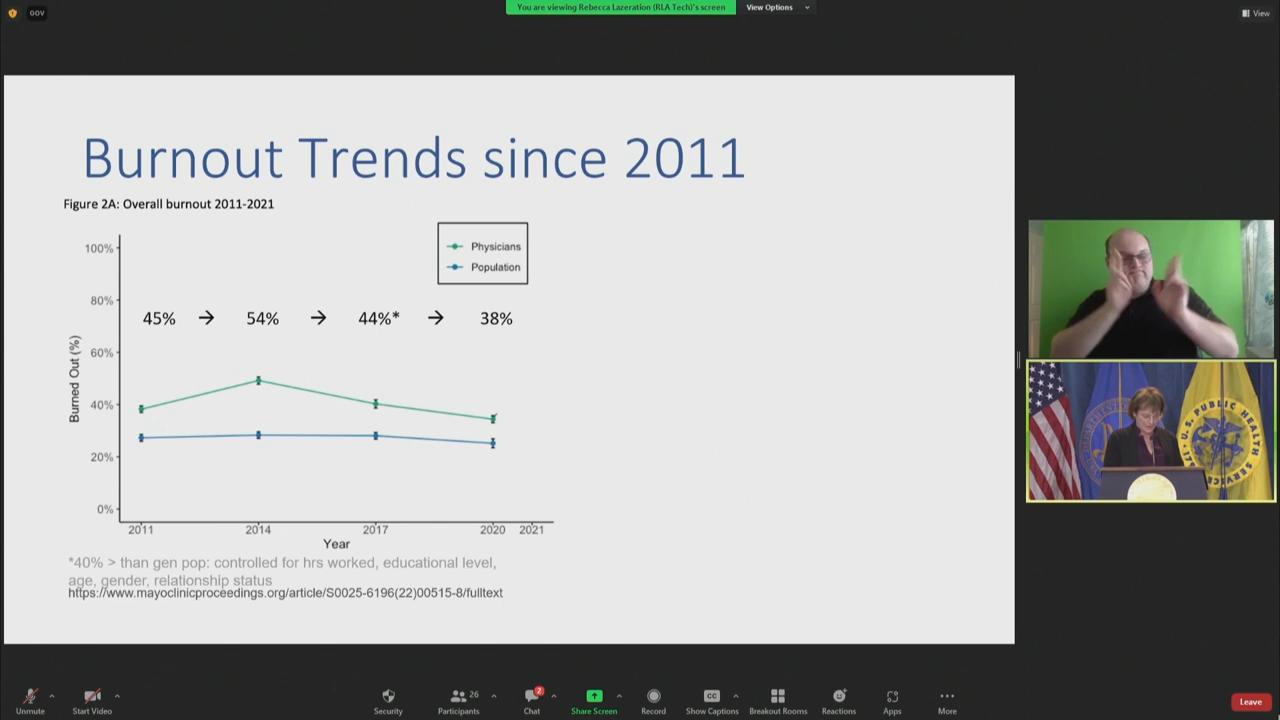 GOV
You are viewing Rebecca Lazeration (RLA Tech)'s screen
View Options
View
Burnout Trends since 2011
Figure 2A: Overall burnout 2011-2021
Physicians
Population
100%
80%
60%
40%
20%
0%
Burned Out (%)
45% → 54% → 44%* → 38%
2011 2014 2017 2020 2021
Year
*40% > than gen pop: controlled for hrs worked, educational level,
age, gender, relationship status
https://www.mayoclinicproceedings.org/article/S0025-6196(22)00515-8/fulltext
U.S. PUBLIC HEALTH SERVICE
Unmute
Start Video
Security
Participants 26
Chat 2
Share Screen
Record
CC
Show Captions
Breakout Rooms
Reactions
Apps
More
Leave